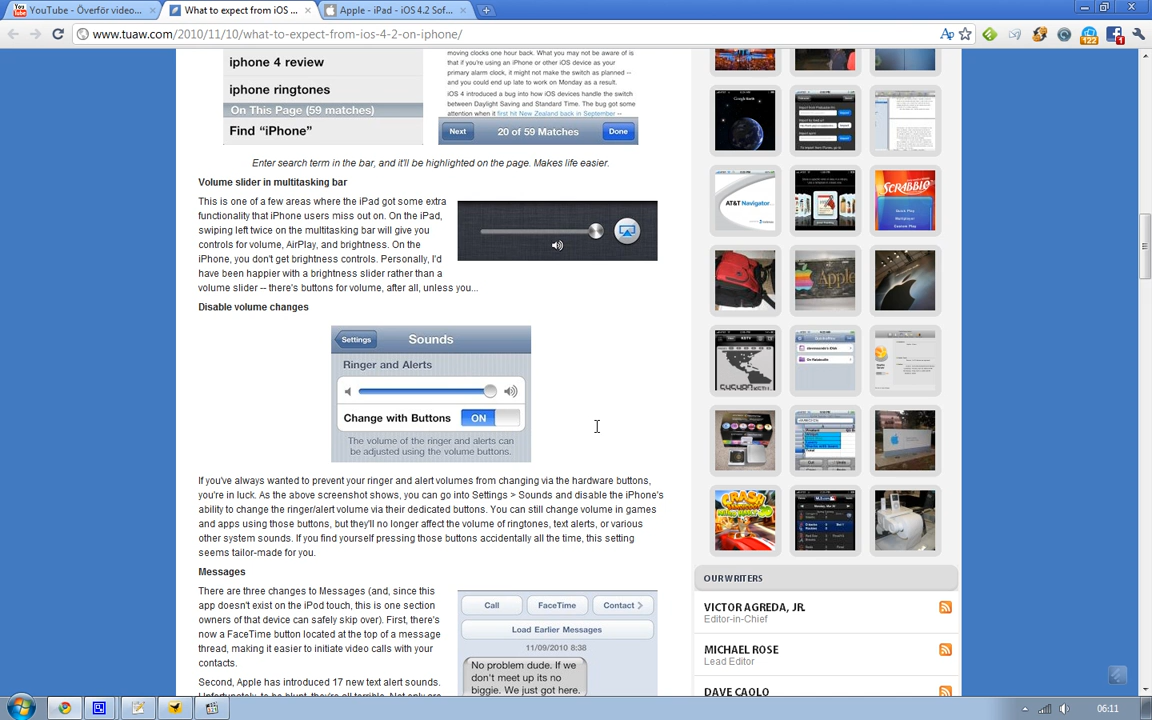 YouTube - Överför video...
What to expect from iOS ...
Apple - iPad - iOS 4.2 Sof...
www.tuaw.com/2010/11/10/what-to-expect-from-ios-4-2-on-iphone/
122
iphone 4 review
iphone ringtones
On This Page (59 matches)
Find “iPhone”
moving clocks one hour back. What you may not be aware of is
that if you're using an iPhone or other iOS device as your
primary alarm clock, it might not make the switch as planned --
and you could end up late to work on Monday as a result.
iOS 4 introduced a bug into how iOS devices handle the switch
between Daylight Saving and Standard Time. The bug got some
attention when it first hit New Zealand back in September --
Next
20 of 59 Matches
Done
Enter search term in the bar, and it'll be highlighted on the page. Makes life easier.
Volume slider in multitasking bar
This is one of a few areas where the iPad got some extra
functionality that iPhone users miss out on. On the iPad,
swiping left twice on the multitasking bar will give you
controls for volume, AirPlay, and brightness. On the
iPhone, you don't get brightness controls. Personally, I'd
have been happier with a brightness slider rather than a
volume slider -- there's buttons for volume, after all, unless you...
Disable volume changes
Settings
Sounds
Ringer and Alerts
Change with Buttons
ON
The volume of the ringer and alerts can
be adjusted using the volume buttons.
If you've always wanted to prevent your ringer and alert volumes from changing via the hardware buttons,
you're in luck. As the above screenshot shows, you can go into Settings > Sounds and disable the iPhone's
ability to change the ringer/alert volume via their dedicated buttons. You can still change volume in games
and apps using those buttons, but they'll no longer affect the volume of ringtones, text alerts, or various
other system sounds. If you find yourself pressing those buttons accidentally all the time, this setting
seems tailor-made for you.
Messages
There are three changes to Messages (and, since this
app doesn't exist on the iPod touch, this is one section
owners of that device can safely skip over). First, there's
now a FaceTime button located at the top of a message
thread, making it easier to initiate video calls with your
contacts.
Second, Apple has introduced 17 new text alert sounds.
Unfortunately, to be blunt, they're all terrible. Not only are
Call
FaceTime
Contact >
Load Earlier Messages
11/09/2010 8:38
No problem dude. If we
don't meet up its no
biggie. We just got here.
AT&T Navigator
SCRABBLE
Apple
CRASH
OUR WRITERS
VICTOR AGREDA, JR.
Editor-in-Chief
MICHAEL ROSE
Lead Editor
DAVE CAOLO
06:11